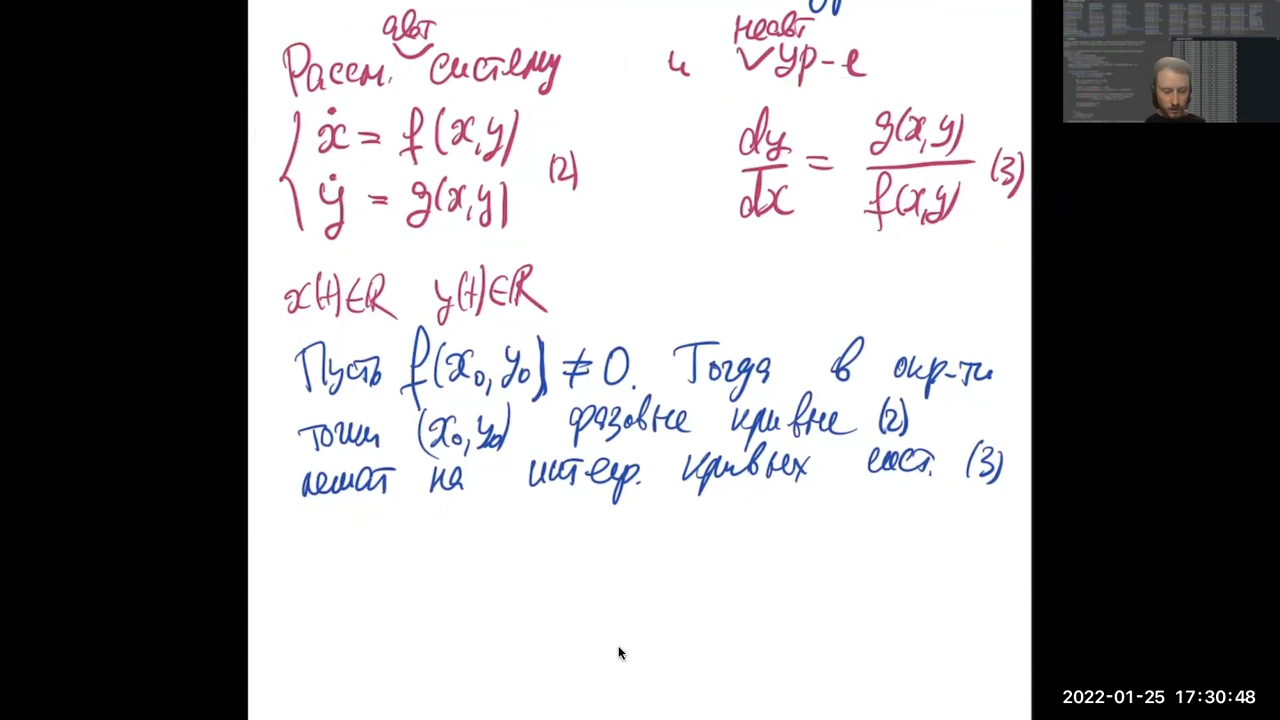 авт
неавт
Рассм. систему и ур-е
ẋ = f(x,y)
ẏ = g(x,y)
(2)
dy/dx = g(x,y)/f(x,y) (3)
x(t)∈ℝ y(t)∈ℝ
Пусть f(x₀,y₀) ≠ 0. Тогда в окр-ти
точки (x₀,y₀) фазовые кривые (2)
лежат на интегр. кривых сист. (3)
2022-01-25 17:30:48